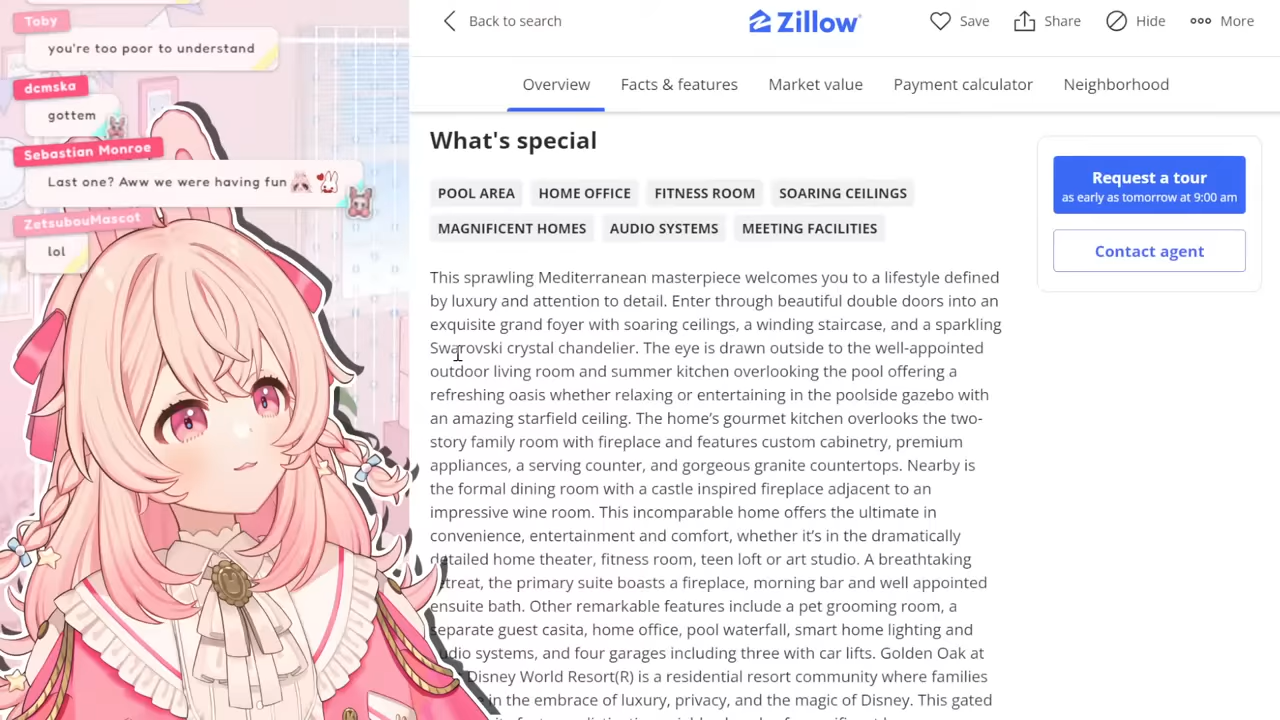 Toby
you're too poor to understand
dcmska
gottem
Sebastian Monroe
Last one? Aww we were having fun
ZetsubouMascot
lol
Back to search
Zillow
Save
Share
Hide
More
Overview
Facts & features
Market value
Payment calculator
Neighborhood
What's special
POOL AREA
HOME OFFICE
FITNESS ROOM
SOARING CEILINGS
MAGNIFICENT HOMES
AUDIO SYSTEMS
MEETING FACILITIES
This sprawling Mediterranean masterpiece welcomes you to a lifestyle defined
by luxury and attention to detail. Enter through beautiful double doors into an
exquisite grand foyer with soaring ceilings, a winding staircase, and a sparkling
Swarovski crystal chandelier. The eye is drawn outside to the well-appointed
outdoor living room and summer kitchen overlooking the pool offering a
refreshing oasis whether relaxing or entertaining in the poolside gazebo with
an amazing starfield ceiling. The home's gourmet kitchen overlooks the two-
story family room with fireplace and features custom cabinetry, premium
appliances, a serving counter, and gorgeous granite countertops. Nearby is
the formal dining room with a castle inspired fireplace adjacent to an
impressive wine room. This incomparable home offers the ultimate in
convenience, entertainment and comfort, whether it's in the dramatically
detailed home theater, fitness room, teen loft or art studio. A breathtaking
retreat, the primary suite boasts a fireplace, morning bar and well appointed
ensuite bath. Other remarkable features include a pet grooming room, a
separate guest casita, home office, pool waterfall, smart home lighting and
audio systems, and four garages including three with car lifts. Golden Oak at
Disney World Resort(R) is a residential resort community where families
in the embrace of luxury, privacy, and the magic of Disney. This gated
Request a tour
as early as tomorrow at 9:00 am
Contact agent